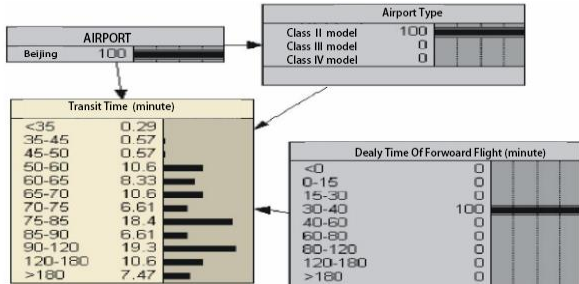 AIRPORT
Beijing 100
Airport Type
Class II model 100
Class III model 0
Class IV model 0
Transit Time (minute)
<35 0.29
35-45 0.57
45-50 0.57
50-60 10.6
60-65 8.33
65-70 10.6
70-75 6.61
75-85 18.4
85-90 6.61
90-120 19.3
120-180 10.6
>180 7.47
Dealy Time Of Forwoard Flight (minute)
<0 0
0-15 0
15-30 0
30-40 100
40-60 0
60-80 0
80-120 0
120-180 0
>180 0